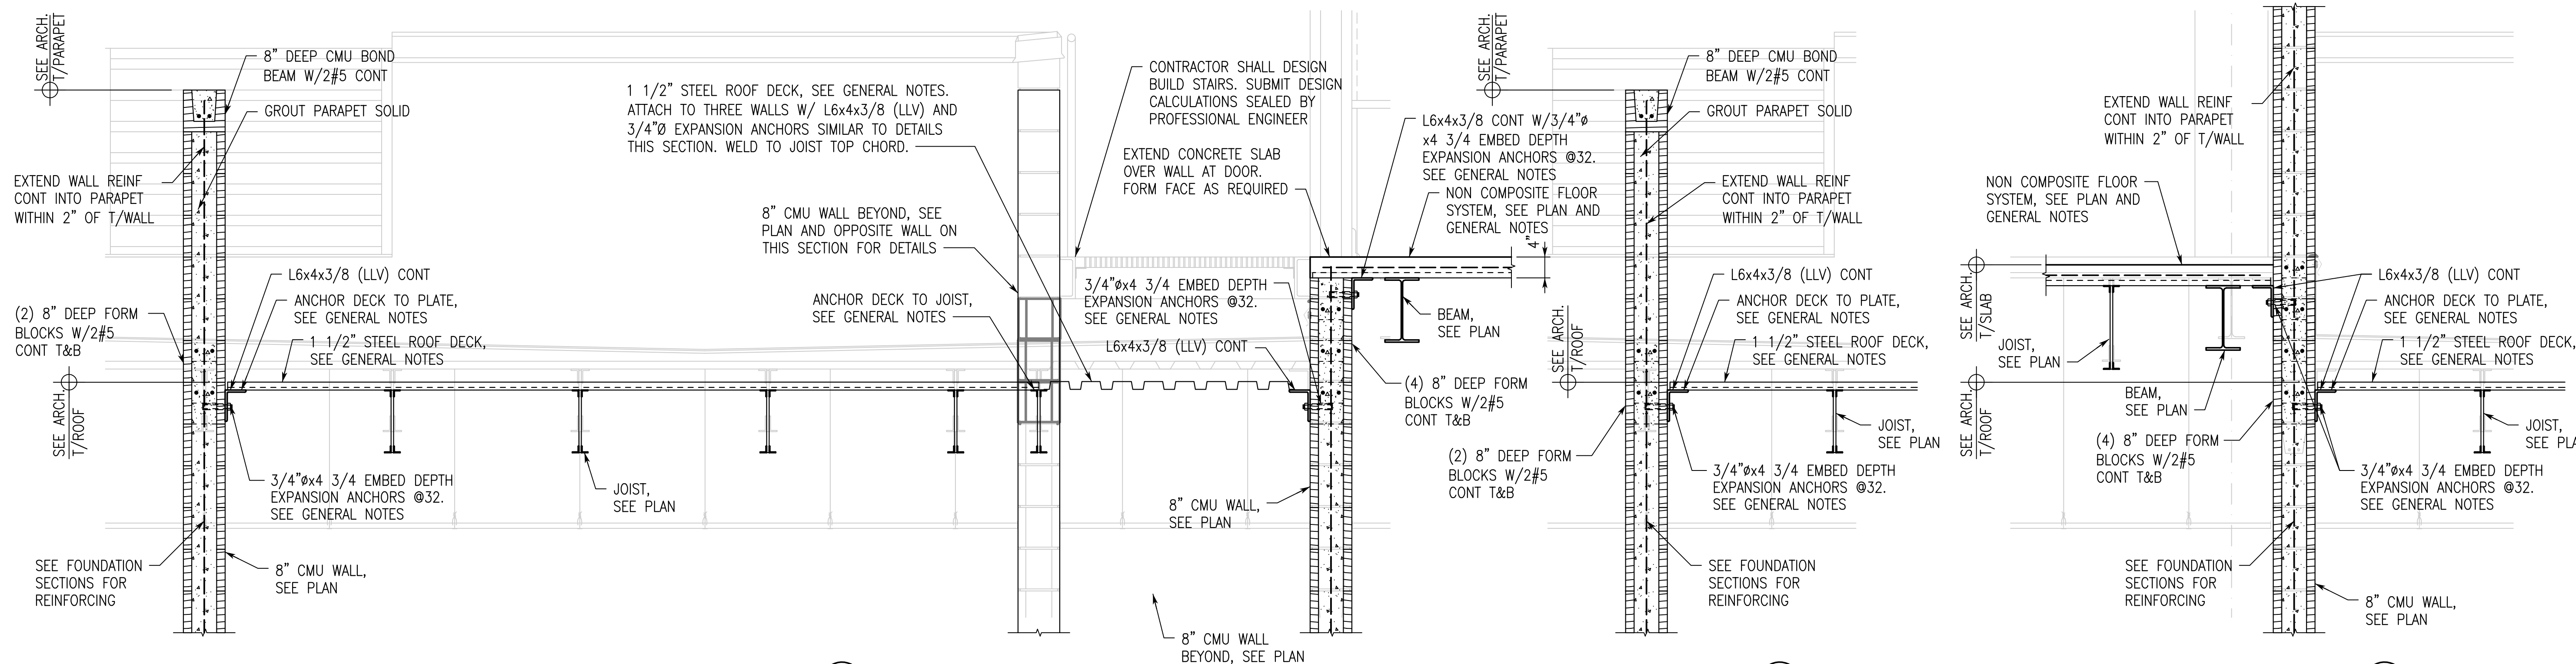 SEE ARCH.
T/PARAPET
8" DEEP CMU BOND
BEAM W/2#5 CONT
GROUT PARAPET SOLID
EXTEND WALL REINF
CONT INTO PARAPET
WITHIN 2" OF T/WALL
L6x4x3/8 (LLV) CONT
ANCHOR DECK TO PLATE,
SEE GENERAL NOTES
(2) 8" DEEP FORM
BLOCKS W/2#5
CONT T&B
1 1/2" STEEL ROOF DECK,
SEE GENERAL NOTES
SEE ARCH.
T/ROOF
3/4"øx4 3/4 EMBED DEPTH
EXPANSION ANCHORS @32.
SEE GENERAL NOTES
JOIST,
SEE PLAN
SEE FOUNDATION
SECTIONS FOR
REINFORCING
8" CMU WALL,
SEE PLAN
1 1/2" STEEL ROOF DECK, SEE GENERAL NOTES.
ATTACH TO THREE WALLS W/ L6x4x3/8 (LLV) AND
3/4"Ø EXPANSION ANCHORS SIMILAR TO DETAILS
THIS SECTION. WELD TO JOIST TOP CHORD.
8" CMU WALL BEYOND, SEE
PLAN AND OPPOSITE WALL ON
THIS SECTION FOR DETAILS
ANCHOR DECK TO JOIST,
SEE GENERAL NOTES
CONTRACTOR SHALL DESIGN
BUILD STAIRS. SUBMIT DESIGN
CALCULATIONS SEALED BY
PROFESSIONAL ENGINEER
EXTEND CONCRETE SLAB
OVER WALL AT DOOR.
FORM FACE AS REQUIRED
L6x4x3/8 CONT W/3/4"ø
x4 3/4 EMBED DEPTH
EXPANSION ANCHORS @32.
SEE GENERAL NOTES
NON COMPOSITE FLOOR
SYSTEM, SEE PLAN AND
GENERAL NOTES
4"
3/4"øx4 3/4 EMBED DEPTH
EXPANSION ANCHORS @32.
SEE GENERAL NOTES
L6x4x3/8 (LLV) CONT
BEAM,
SEE PLAN
(4) 8" DEEP FORM
BLOCKS W/2#5
CONT T&B
8" CMU WALL,
SEE PLAN
8" CMU WALL
BEYOND, SEE PLAN
SEE ARCH.
T/PARAPET
8" DEEP CMU BOND
BEAM W/2#5 CONT
GROUT PARAPET SOLID
EXTEND WALL REINF
CONT INTO PARAPET
WITHIN 2" OF T/WALL
L6x4x3/8 (LLV) CONT
ANCHOR DECK TO PLATE,
SEE GENERAL NOTES
1 1/2" STEEL ROOF DECK,
SEE GENERAL NOTES
SEE ARCH.
T/ROOF
JOIST,
SEE PLAN
(2) 8" DEEP FORM
BLOCKS W/2#5
CONT T&B
3/4"øx4 3/4 EMBED DEPTH
EXPANSION ANCHORS @32.
SEE GENERAL NOTES
SEE FOUNDATION
SECTIONS FOR
REINFORCING
EXTEND WALL REINF
CONT INTO PARAPET
WITHIN 2" OF T/WALL
NON COMPOSITE FLOOR
SYSTEM, SEE PLAN AND
GENERAL NOTES
SEE ARCH.
T/SLAB
L6x4x3/8 (LLV) CONT
ANCHOR DECK TO PLATE,
SEE GENERAL NOTES
1 1/2" STEEL ROOF DECK,
SEE GENERAL NOTES
JOIST,
SEE PLAN
SEE ARCH.
T/ROOF
BEAM,
SEE PLAN
(4) 8" DEEP FORM
BLOCKS W/2#5
CONT T&B
JOIST,
SEE PLA
3/4"øx4 3/4 EMBED DEPTH
EXPANSION ANCHORS @32.
SEE GENERAL NOTES
SEE FOUNDATION
SECTIONS FOR
REINFORCING
8" CMU WALL,
SEE PLAN